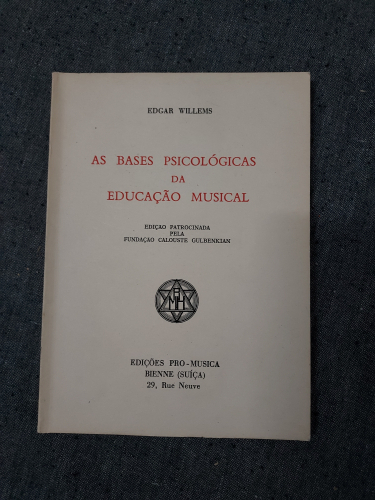 EDGAR WILLEMS
AS BASES PSICOLÓGICAS
DA
EDUCAÇÃO MUSICAL
EDIÇÃO PATROCINADA
PELA
FUNDAÇÃO CALOUSTE GULBENKIAN
EDIÇÕES PRO-MUSICA
BIENNE (SUÍÇA)
29, Rue Neuve